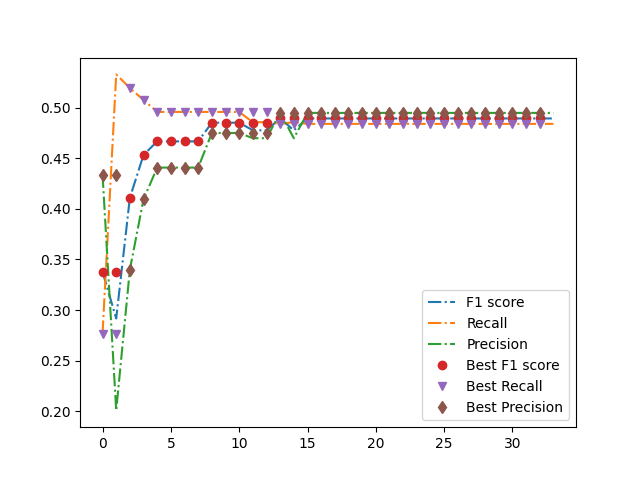 0.50
0.45
0.40
0.35
0.30
0.25
0.20
0 5 10 15 20 25 30
F1 score
Recall
Precision
Best F1 score
Best Recall
Best Precision